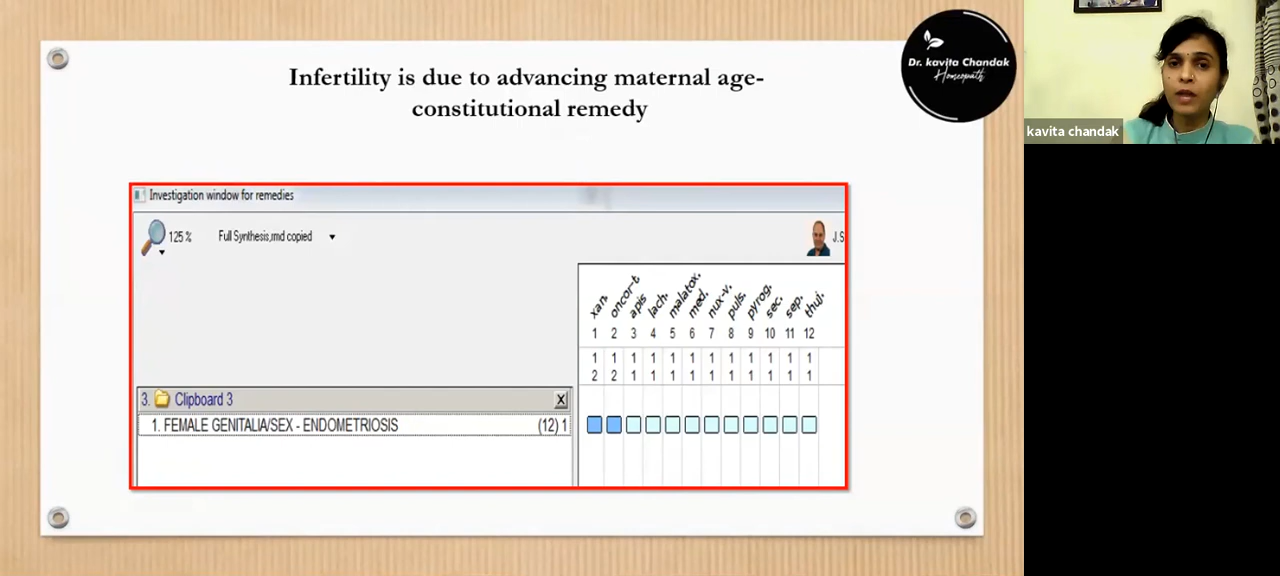 Infertility is due to advancing maternal age-
constitutional remedy
Dr. kavita Chandak
Homeopath
kavita chandak
Investigation window for remedies
125 %
Full Synthesis,rmd copied
J.S
xan. oncor-t apis lach. malatox. med. nux-v. puls. pyrog. sec. sep. thuj.
1 2 3 4 5 6 7 8 9 10 11 12
1 1 1 1 1 1 1 1 1 1 1 1
2 2 1 1 1 1 1 1 1 1 1 1
3. Clipboard 3 X
1. FEMALE GENITALIA/SEX - ENDOMETRIOSIS (12) 1